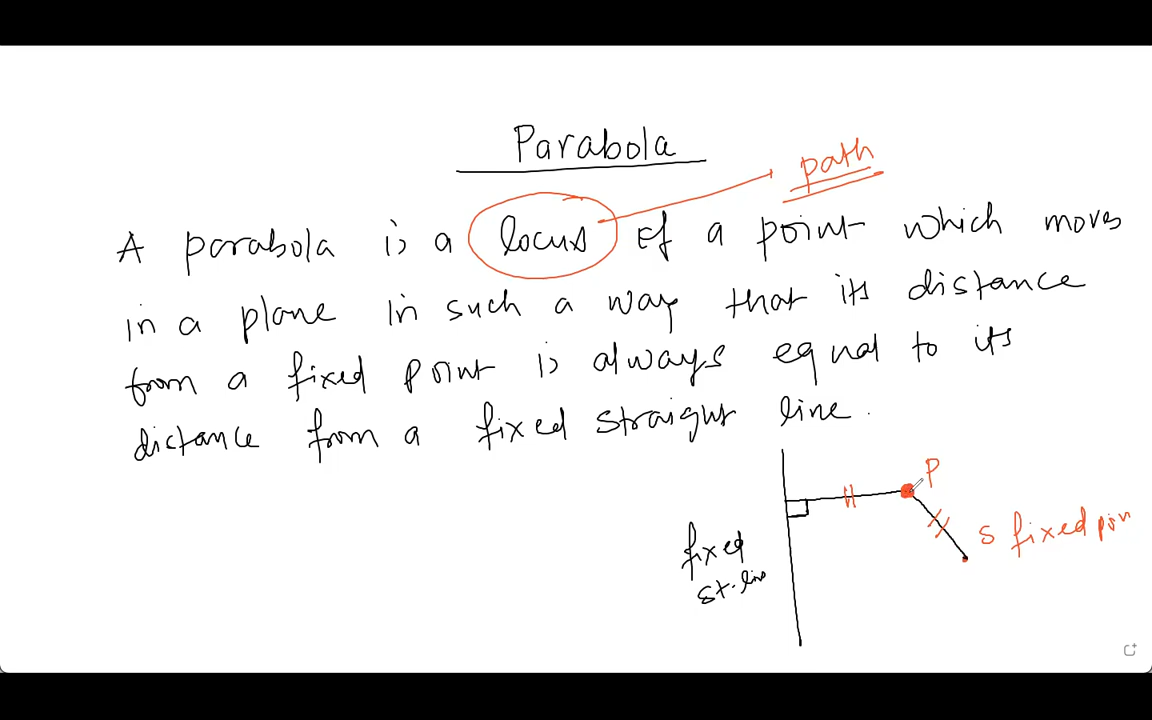 Parabola
path
A parabola is a locus of a point which moves
in a plane in such a way that its distance
from a fixed point is always equal to its
distance from a fixed straight line.
P
S fixed poin
fixed
st. line